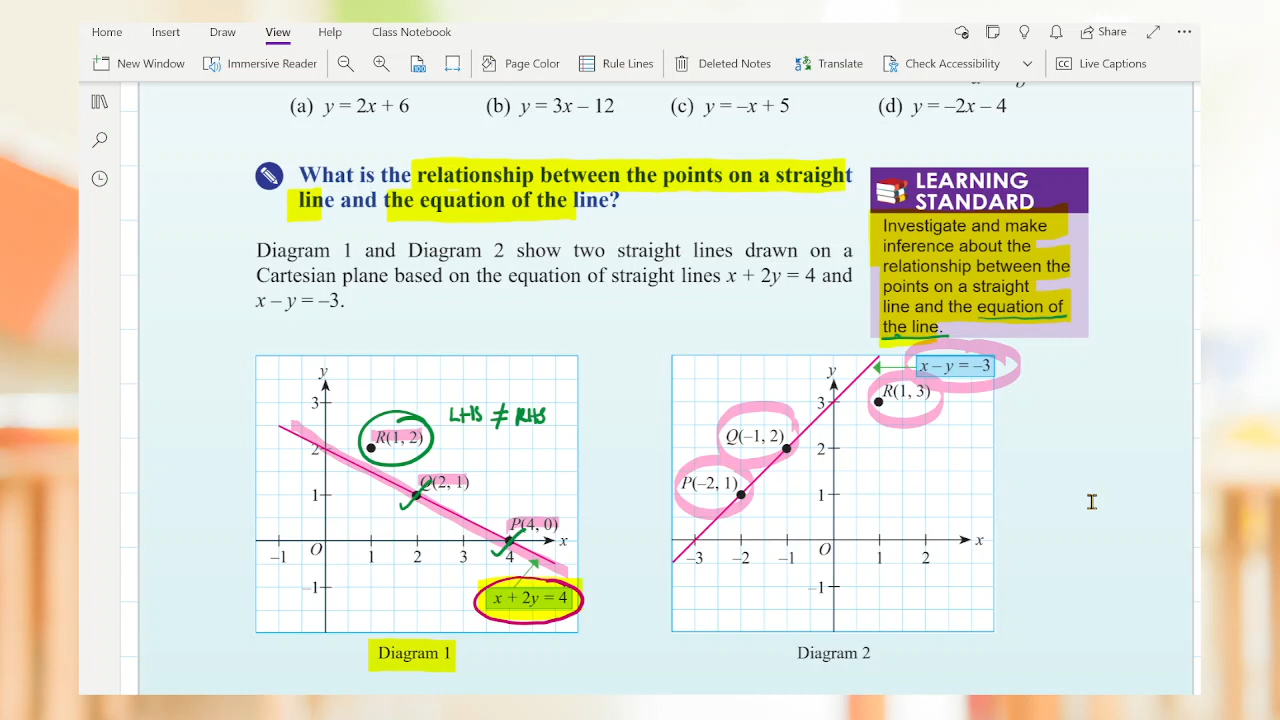 Home Insert Draw View Help Class Notebook Share
New Window Immersive Reader Page Color Rule Lines Deleted Notes Translate Check Accessibility Live Captions
(a) y = 2x + 6 (b) y = 3x – 12 (c) y = –x + 5 (d) y = –2x – 4
What is the relationship between the points on a straight
line and the equation of the line?
Diagram 1 and Diagram 2 show two straight lines drawn on a
Cartesian plane based on the equation of straight lines x + 2y = 4 and
x – y = –3.
LEARNING
STANDARD
Investigate and make
inference about the
relationship between the
points on a straight
line and the equation of
the line.
y
3
R(1, 2)
LHS ≠ RHS
2
Q(2, 1)
1
P(4, 0)
x
–1 O 1 2 3 4
–1
x + 2y = 4
Diagram 1
y
x – y = –3
3
R(1, 3)
Q(–1, 2)
2
P(–2, 1)
1
x
–3 –2 –1 O 1 2
–1
Diagram 2